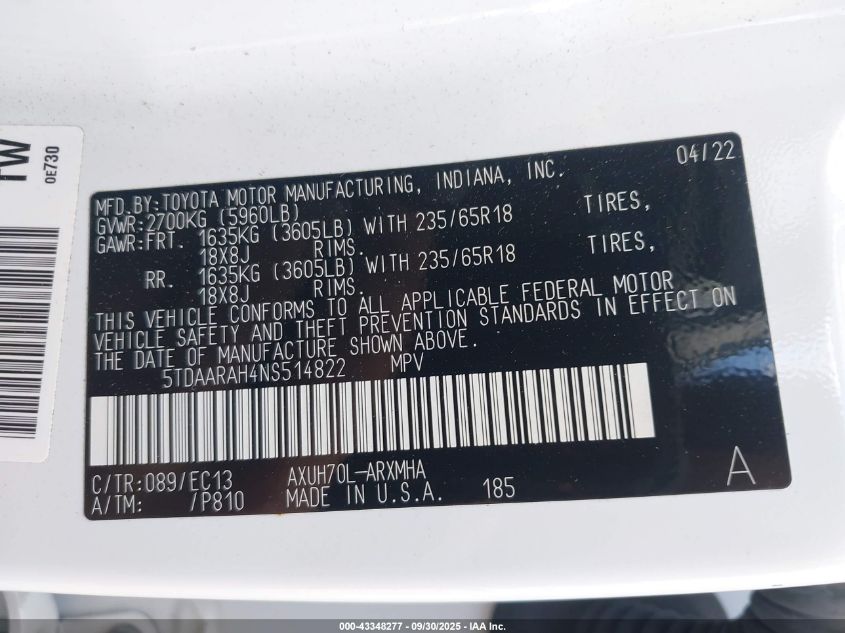 TW
0E730
MFD.BY:TOYOTA MOTOR MANUFACTURING, INDIANA, INC. 04/22
GVWR:2700KG (5960LB)
GAWR:FRT. 1635KG (3605LB) WITH 235/65R18 TIRES,
18X8J RIMS.
RR. 1635KG (3605LB) WITH 235/65R18 TIRES,
18X8J RIMS.
THIS VEHICLE CONFORMS TO ALL APPLICABLE FEDERAL MOTOR
VEHICLE SAFETY AND THEFT PREVENTION STANDARDS IN EFFECT ON
THE DATE OF MANUFACTURE SHOWN ABOVE.
5TDAARAH4NS514822 MPV
C/TR:089/EC13 AXUH70L-ARXMHA
A/TM: /P810 MADE IN U.S.A. 185
A
000-43348277 - 09/30/2025 - IAA Inc.